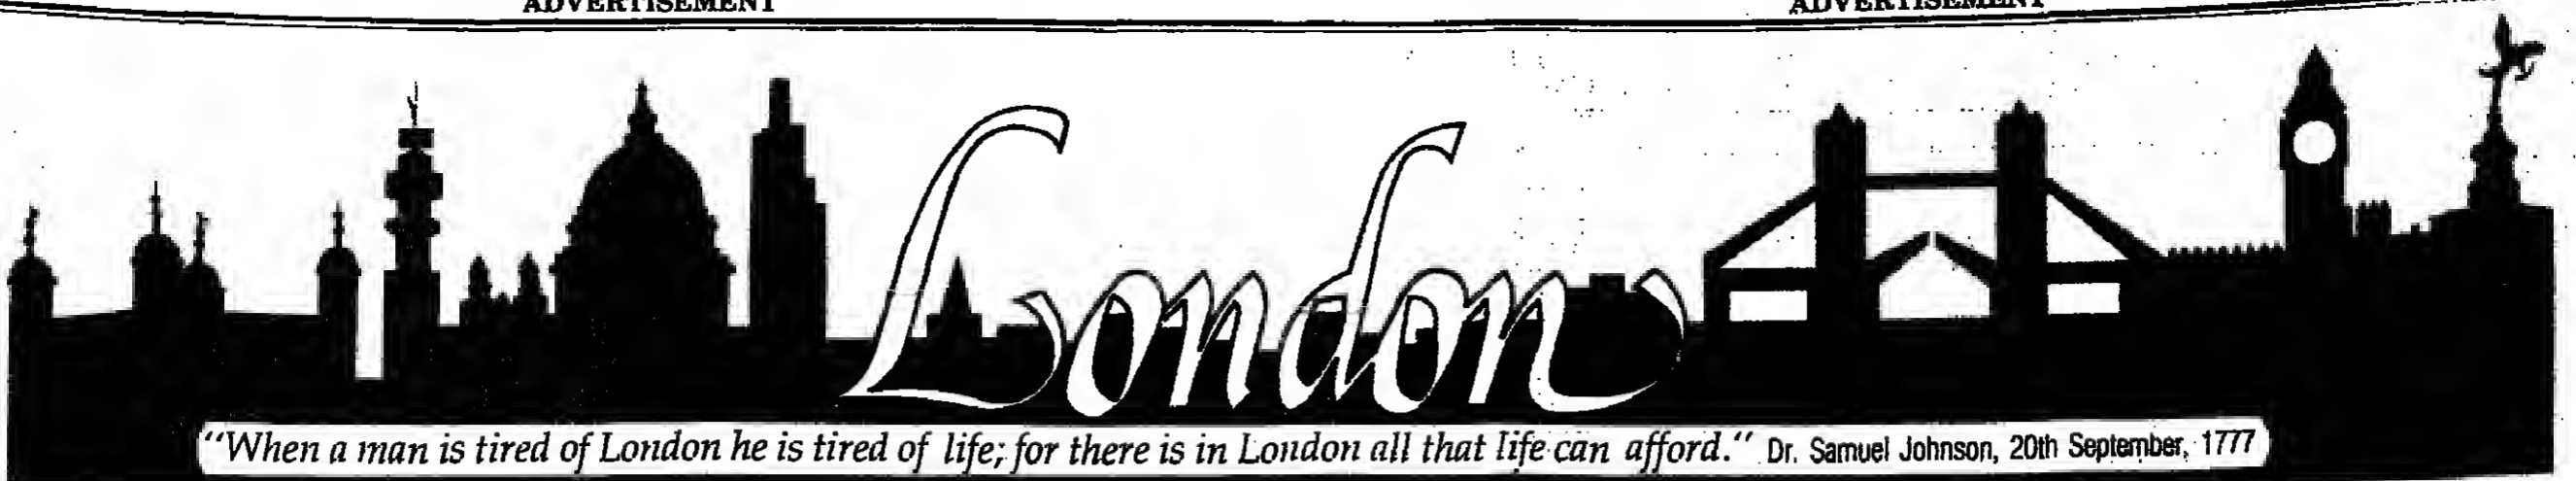 ADVERTISEMENT ADVERTISEMENT
London
“When a man is tired of London he is tired of life; for there is in London all that life can afford.” Dr. Samuel Johnson, 20th September, 1777